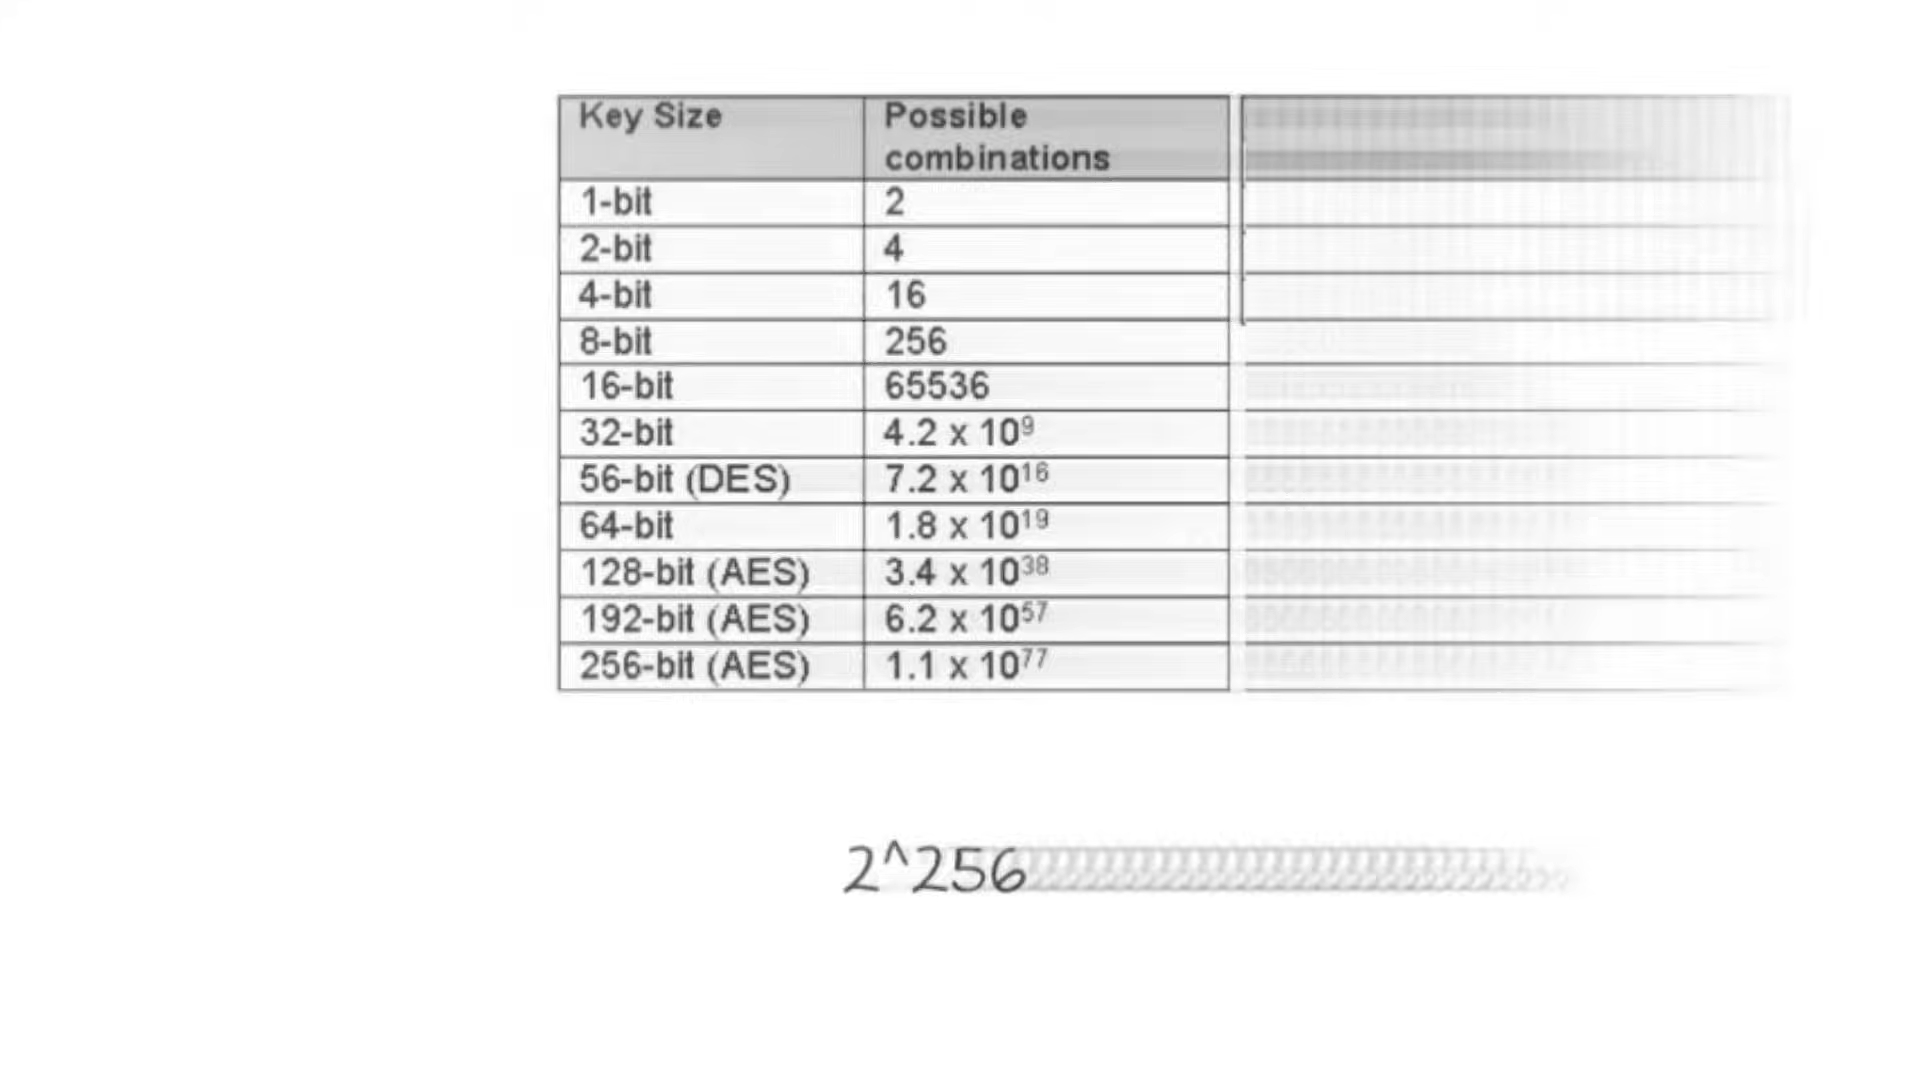 Key Size Possible combinations
1-bit 2
2-bit 4
4-bit 16
8-bit 256
16-bit 65536
32-bit 4.2 x 10⁹
56-bit (DES) 7.2 x 10¹⁶
64-bit 1.8 x 10¹⁹
128-bit (AES) 3.4 x 10³⁸
192-bit (AES) 6.2 x 10⁵⁷
256-bit (AES) 1.1 x 10⁷⁷
2^256